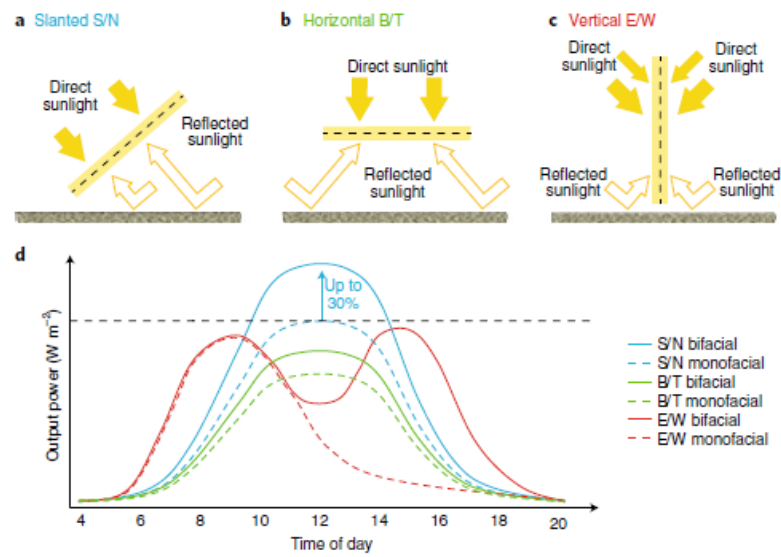 a Slanted S/N
b Horizontal B/T
c Vertical E/W
Direct
sunlight
Reflected
sunlight
Direct sunlight
Reflected
sunlight
Direct
sunlight
Direct
sunlight
Reflected
sunlight
Reflected
sunlight
d
Output power (W m⁻²)
Up to
30%
S/N bifacial
S/N monofacial
B/T bifacial
B/T monofacial
E/W bifacial
E/W monofacial
4 6 8 10 12 14 16 18 20
Time of day